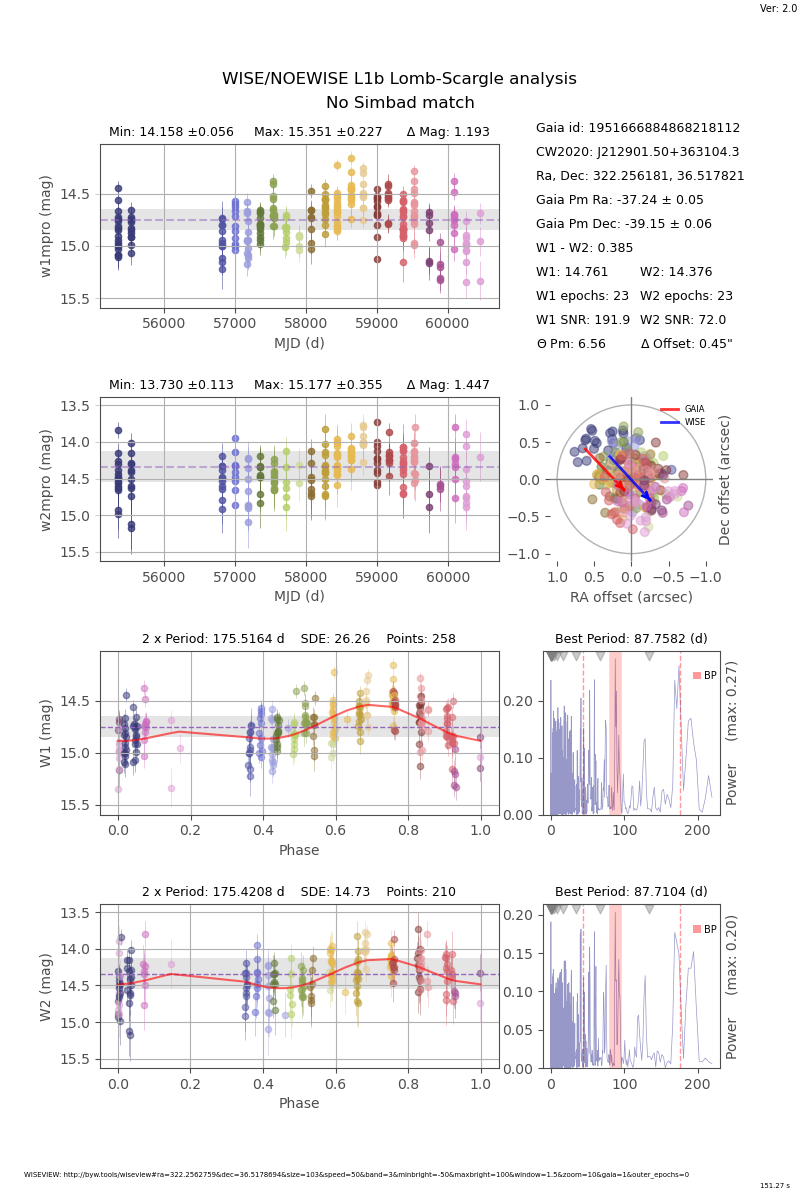 Ver: 2.0
WISE/NOEWISE L1b Lomb-Scargle analysis
No Simbad match
Min: 14.158 ±0.056 Max: 15.351 ±0.227 Δ Mag: 1.193
w1mpro (mag)
14.5
15.0
15.5
56000 57000 58000 59000 60000
MJD (d)
Gaia id: 1951666884868218112
CW2020: J212901.50+363104.3
Ra, Dec: 322.256181, 36.517821
Gaia Pm Ra: -37.24 ± 0.05
Gaia Pm Dec: -39.15 ± 0.06
W1 - W2: 0.385
W1: 14.761 W2: 14.376
W1 epochs: 23 W2 epochs: 23
W1 SNR: 191.9 W2 SNR: 72.0
Θ Pm: 6.56 Δ Offset: 0.45"
Min: 13.730 ±0.113 Max: 15.177 ±0.355 Δ Mag: 1.447
w2mpro (mag)
13.5
14.0
14.5
15.0
15.5
56000 57000 58000 59000 60000
MJD (d)
GAIA
WISE
1.0
0.5
0.0
−0.5
−1.0
1.0 0.5 0.0 −0.5 −1.0
RA offset (arcsec)
Dec offset (arcsec)
2 x Period: 175.5164 d SDE: 26.26 Points: 258
W1 (mag)
14.5
15.0
15.5
0.0 0.2 0.4 0.6 0.8 1.0
Phase
Best Period: 87.7582 (d)
BP
0.20
0.10
0.00
0 100 200
Power (max: 0.27)
2 x Period: 175.4208 d SDE: 14.73 Points: 210
W2 (mag)
13.5
14.0
14.5
15.0
15.5
0.0 0.2 0.4 0.6 0.8 1.0
Phase
Best Period: 87.7104 (d)
BP
0.20
0.15
0.10
0.05
0.00
0 100 200
Power (max: 0.20)
WISEVIEW: http://byw.tools/wiseview#ra=322.2562759&dec=36.5178694&size=103&speed=50&band=3&minbright=-50&maxbright=100&window=1.5&zoom=10&gaia=1&outer_epochs=0
151.27 s